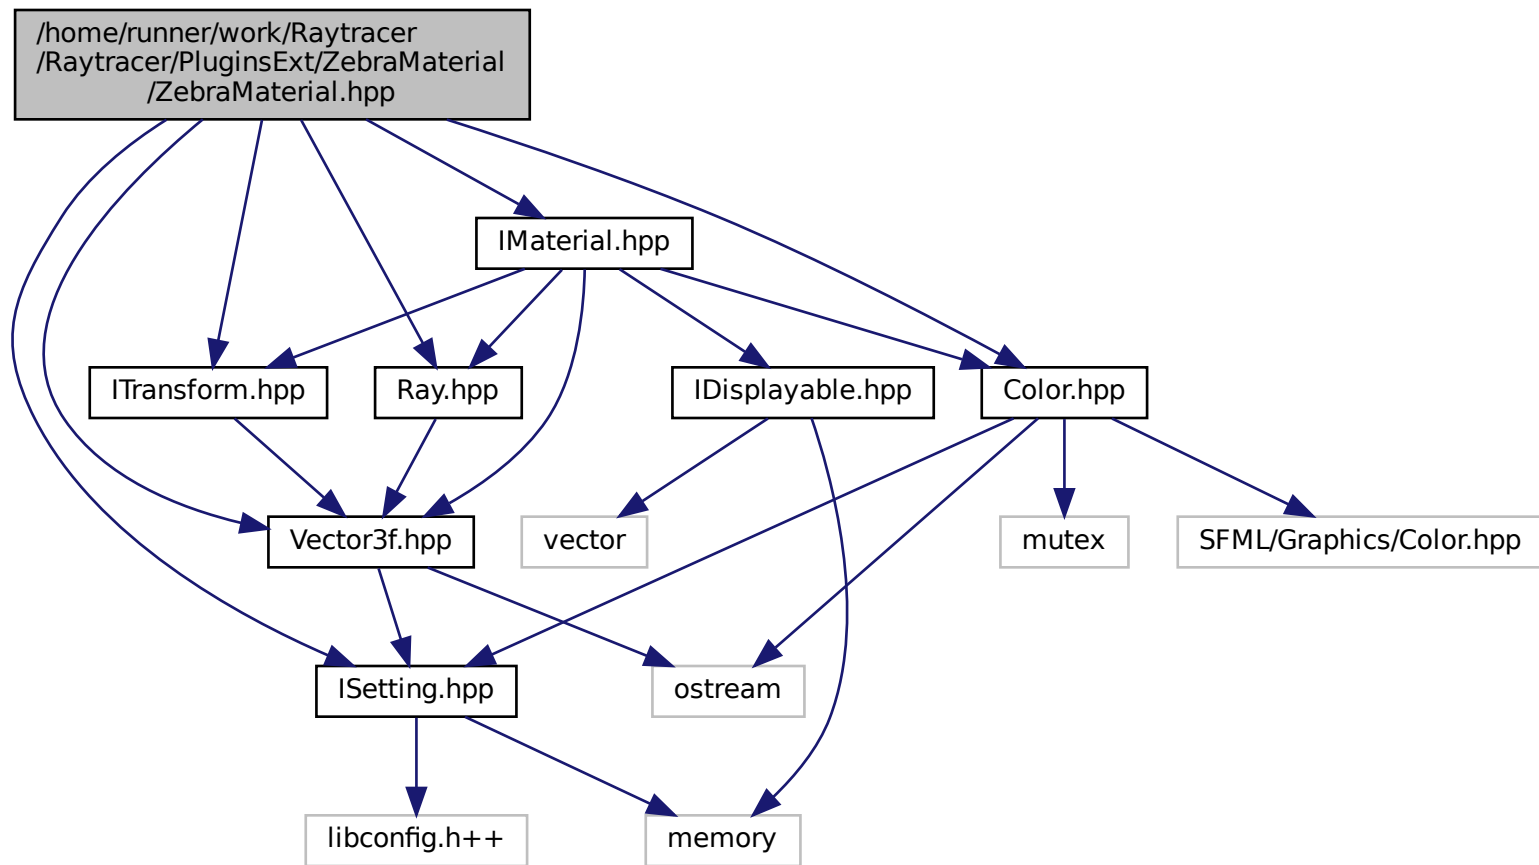 /home/runner/work/Raytracer
/Raytracer/PluginsExt/ZebraMaterial
/ZebraMaterial.hpp
IMaterial.hpp
ITransform.hpp
Ray.hpp
IDisplayable.hpp
Color.hpp
Vector3f.hpp
vector
mutex
SFML/Graphics/Color.hpp
ISetting.hpp
ostream
libconfig.h++
memory